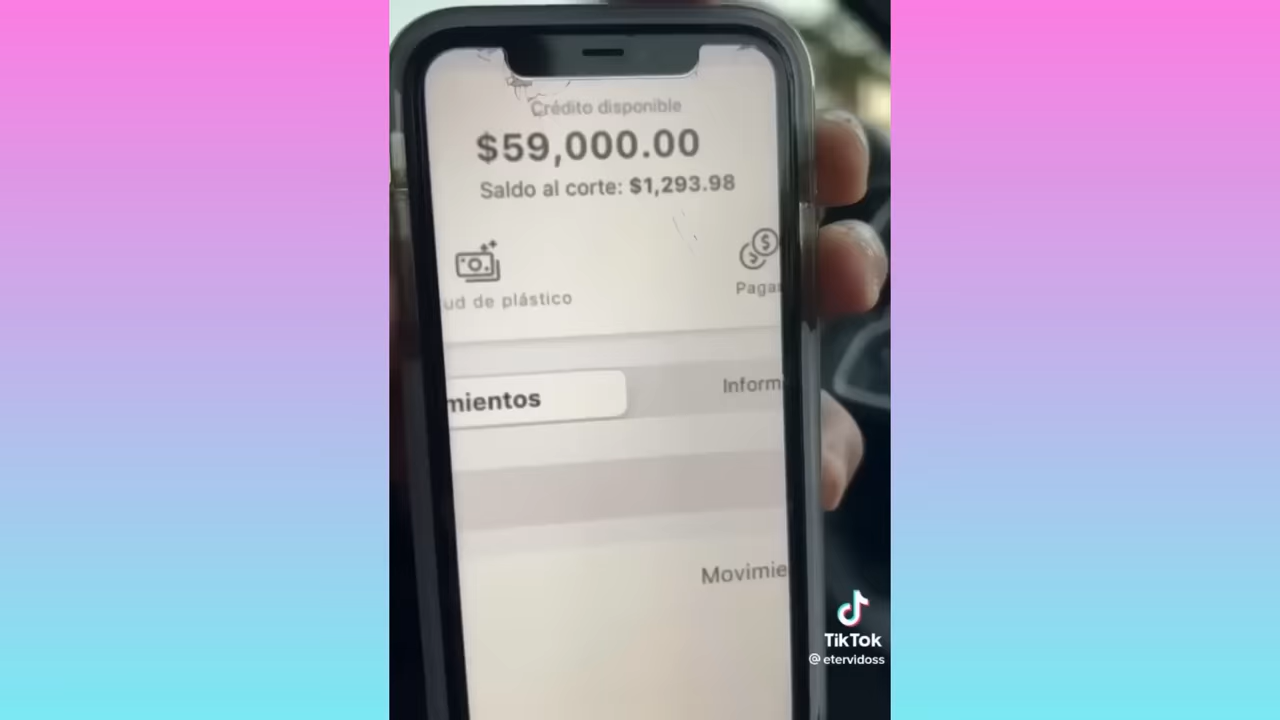 Crédito disponible
$59,000.00
Saldo al corte: $1,293.98
ud de plástico
Pagar
mientos
Inform
Movimie
TikTok
@ etervidoss